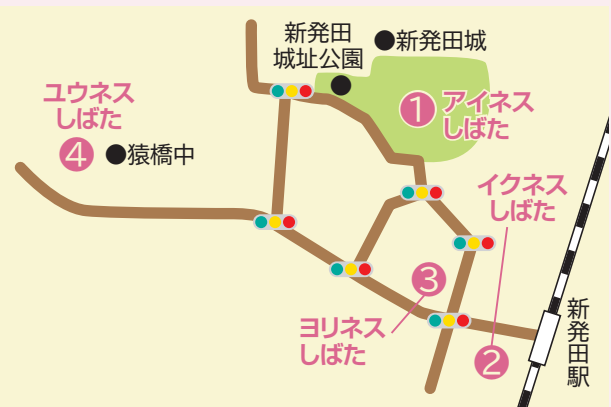 新発田
城址公園
●新発田城
① アイネス
しばた
ユウネス
しばた
④ ●猿橋中
イクネス
しばた
③
ヨリネス
しばた
②
新発田駅